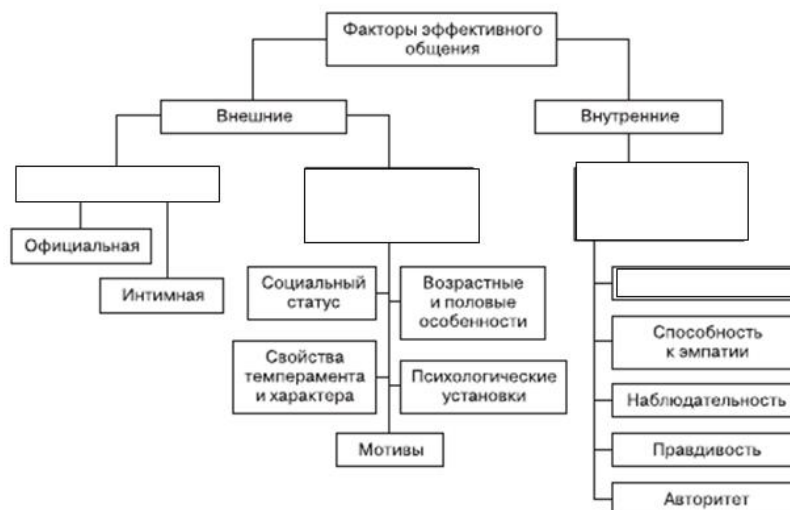 Факторы эффективного
общения
Внешние
Внутренние
Официальная
Интимная
Социальный
статус
Возрастные
и половые
особенности
Свойства
темперамента
и характера
Психологические
установки
Мотивы
Способность
к эмпатии
Наблюдательность
Правдивость
Авторитет